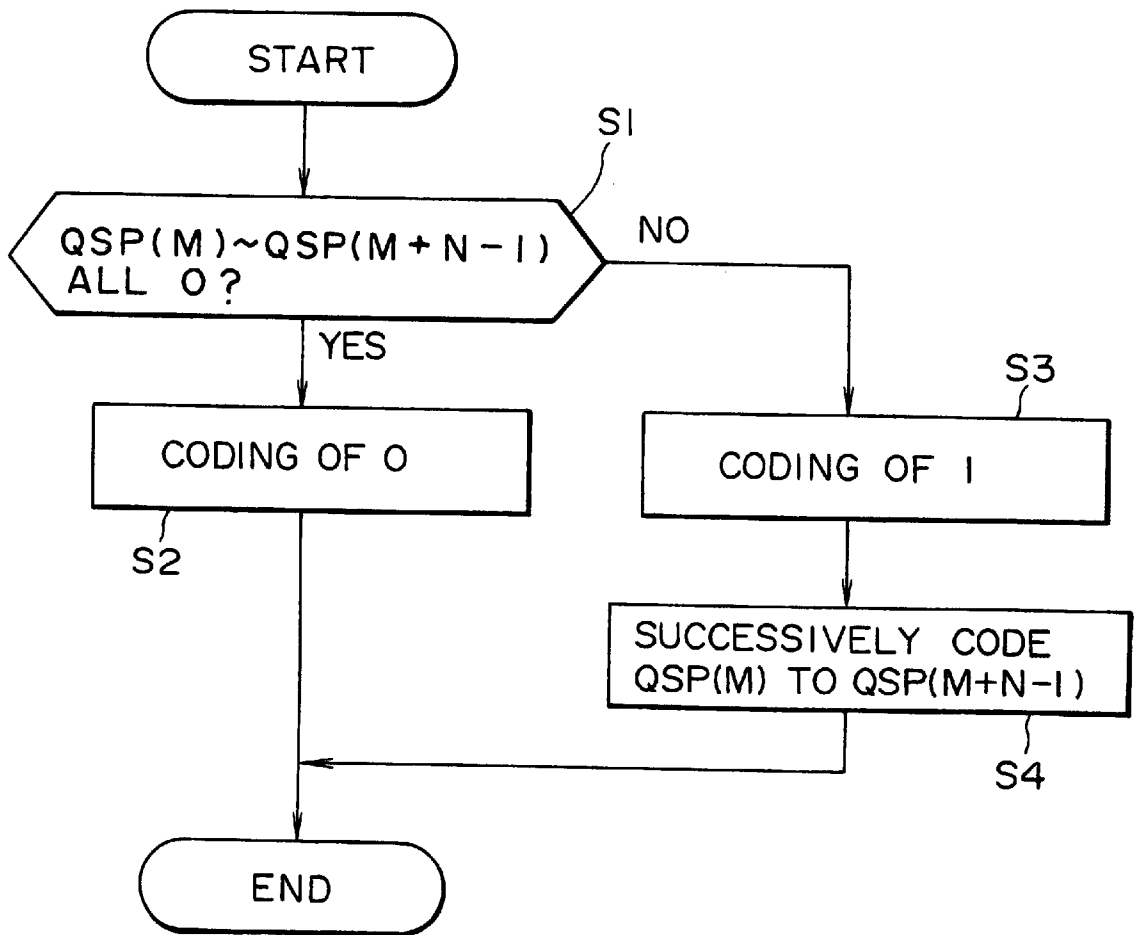 START
S1
QSP(M)~QSP(M+N-1)
ALL 0?
NO
YES
S3
CODING OF 0
CODING OF 1
S2
SUCCESSIVELY CODE
QSP(M) TO QSP(M+N-1)
S4
END